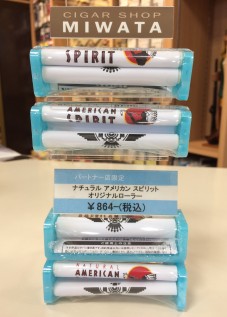 CIGAR SHOP
MIWATA
SPIRIT
AMERICAN
SPIRIT
パートナー店限定
ナチュラル アメリカン スピリット
オリジナルローラー
¥864-(税込)
NATURAL
AMERICAN